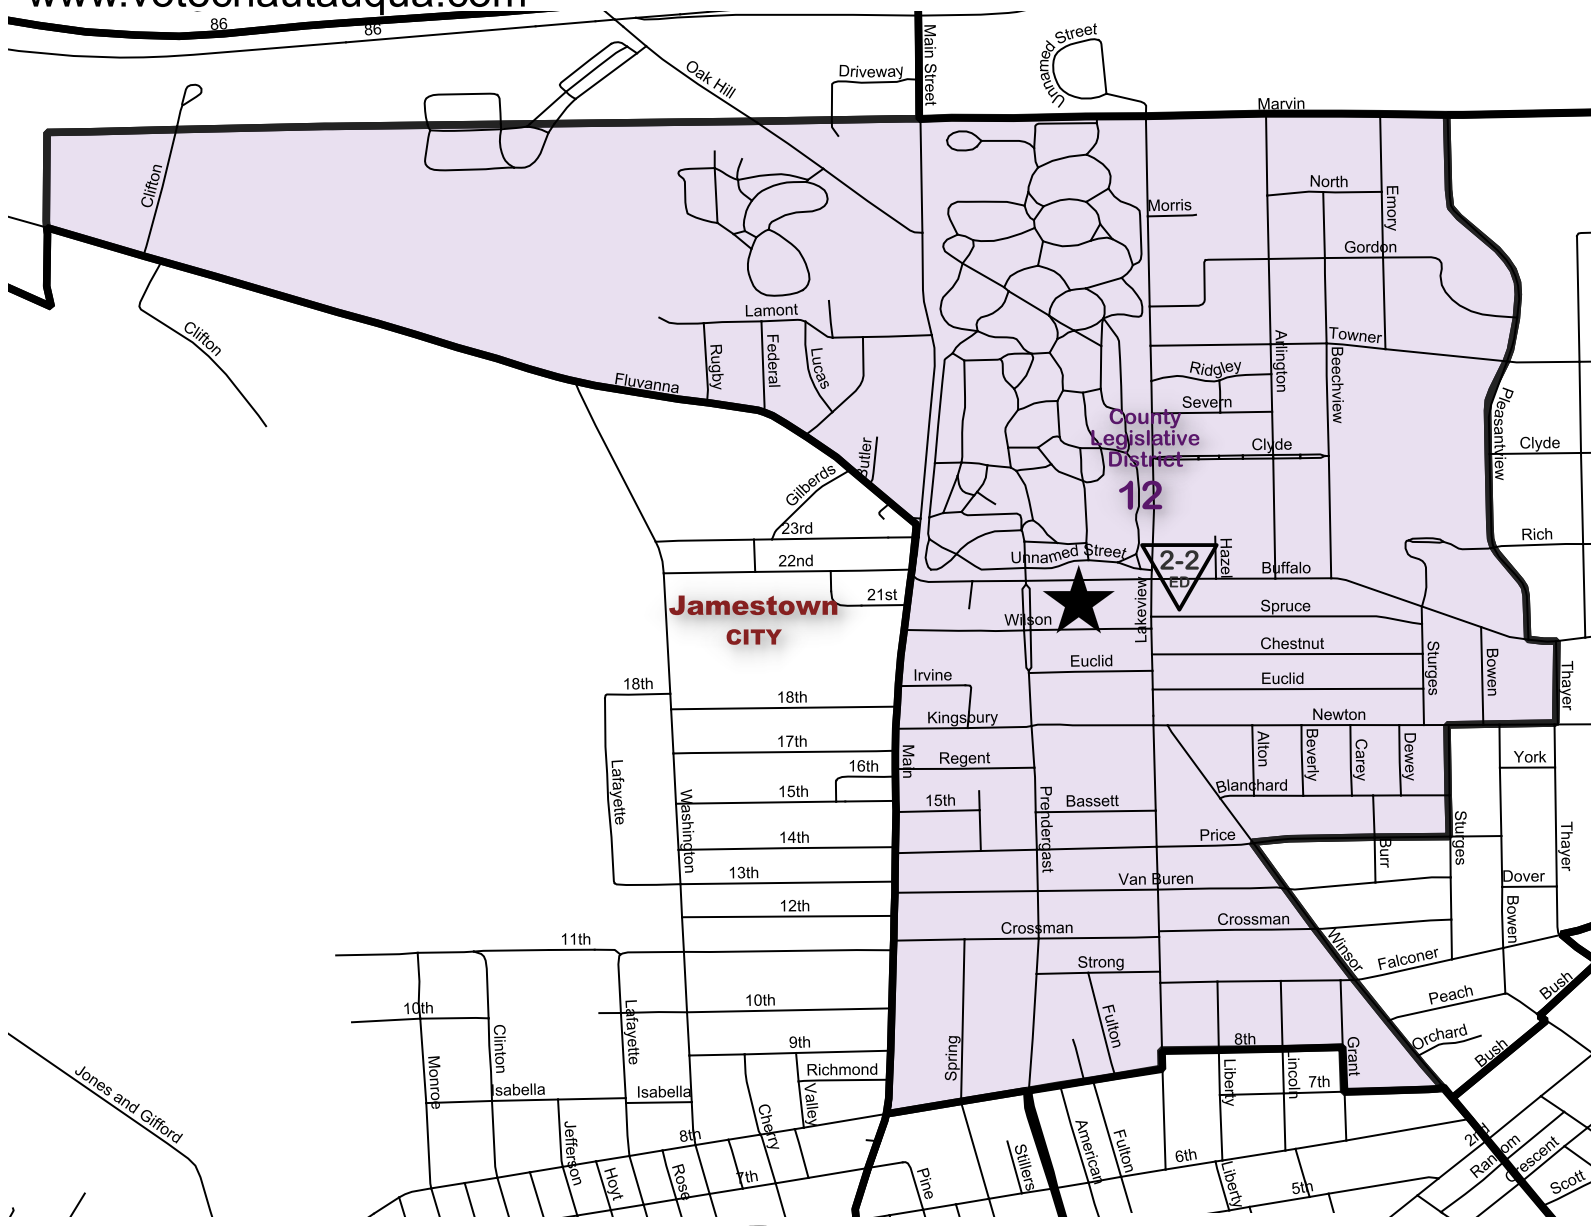 www.votechautauqua.com
86
86
Main Street
Unnamed Street
Oak Hill
Driveway
Marvin
Clifton
North
Emory
Morris
Gordon
Clifton
Lamont
Rugby
Federal
Lucas
Fluvanna
Arlington
Towner
Beechview
Ridgley
Severn
Pleasantview
County
Legislative
District
12
Clyde
Clyde
Butler
Gilberds
23rd
22nd
21st
Unnamed Street
2-2
ED
Hazel
Buffalo
Rich
Jamestown
CITY
Wilson
Lakeview
Spruce
Chestnut
Euclid
Euclid
Sturges
Bowen
Thayer
Irvine
18th
18th
Kingsbury
Newton
17th
Main
Regent
Alton
Beverly
Carey
Dewey
York
16th
Lafayette
15th
Washington
15th
Prendergast
Bassett
Blanchard
14th
Price
Burr
Sturges
Thayer
13th
Van Buren
Dover
12th
Bowen
Crossman
Crossman
11th
Winsor
Falconer
Strong
10th
10th
Lafayette
Fulton
Peach
Bush
Clinton
9th
Spring
8th
Grant
Orchard
Bush
Monroe
Richmond
Isabella
Isabella
Valley
Liberty
Lincoln
7th
Jones and Gifford
Cherry
Jefferson
8th
American
Fulton
2nd
Random
Crescent
Hoyt
Rose
7th
Pine
Stillers
6th
Liberty
5th
Scott